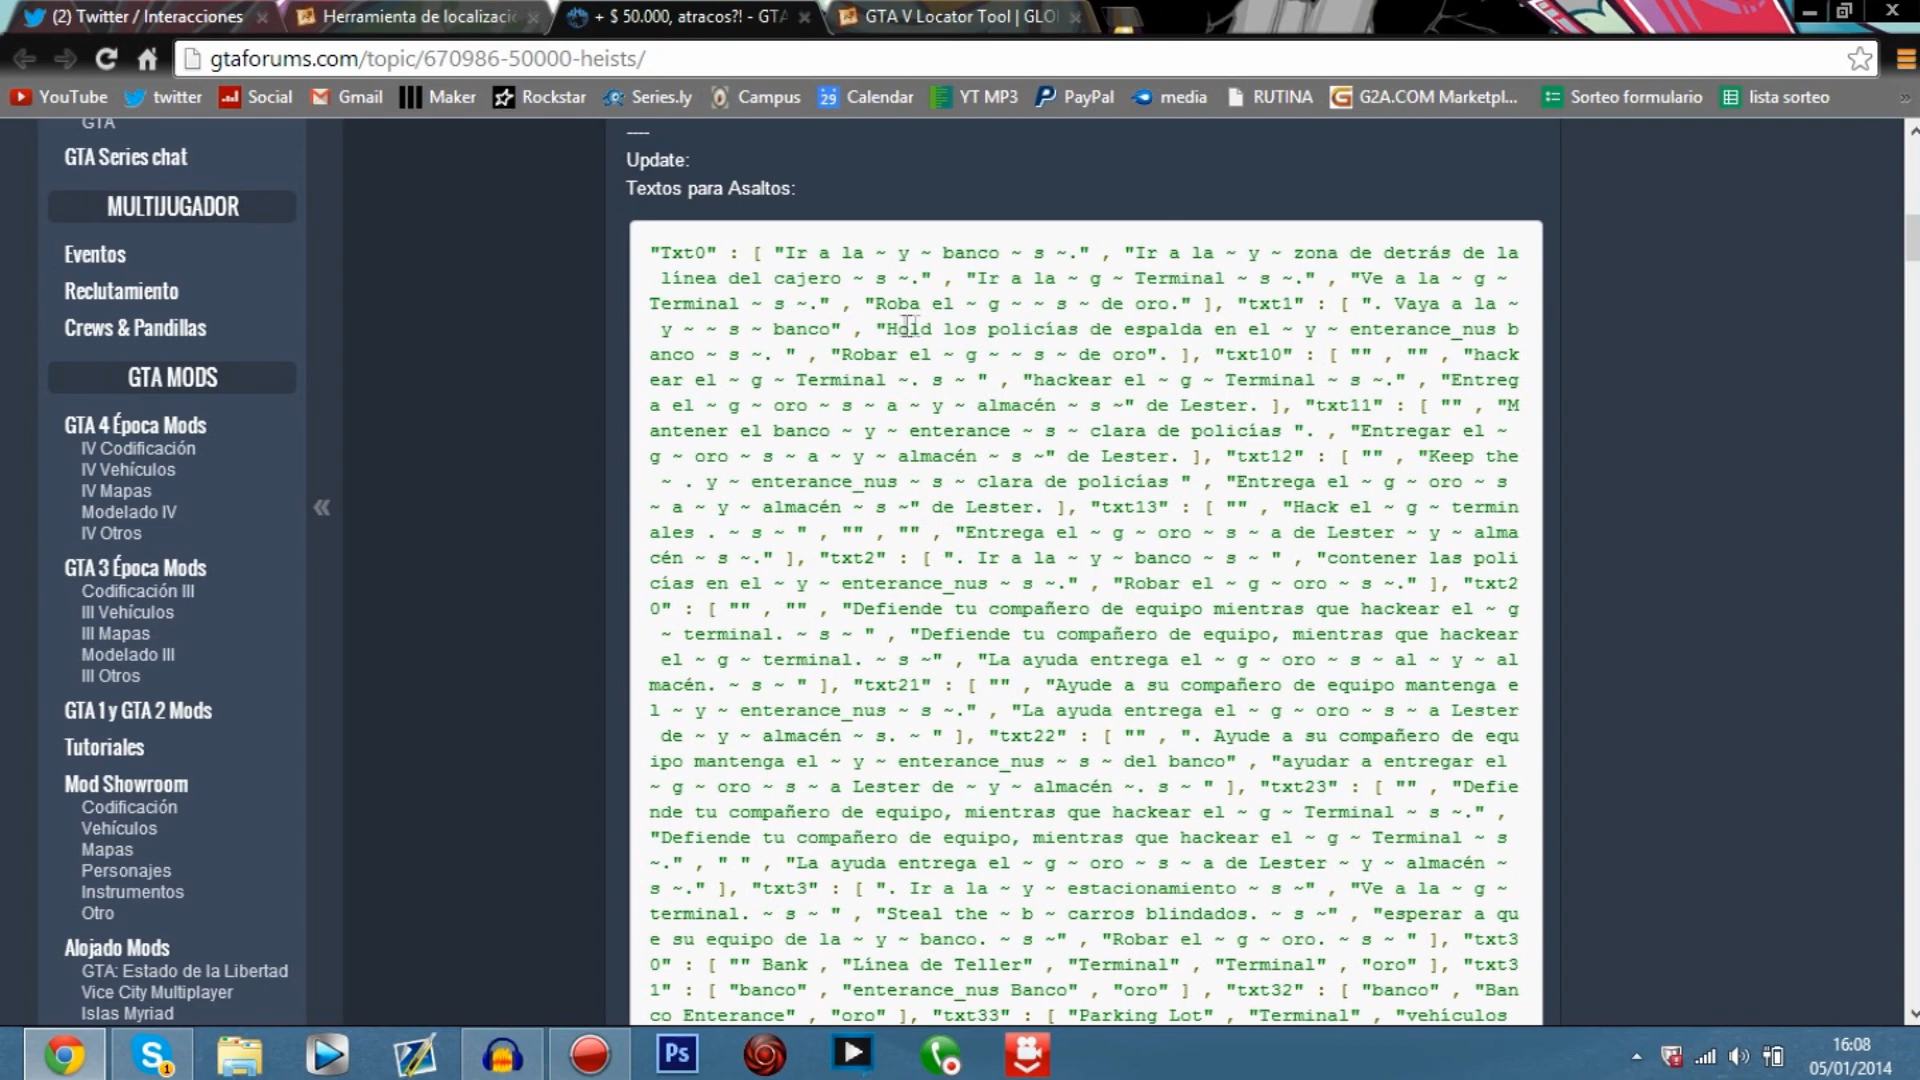 (2) Twitter / Interacciones
Herramienta de localizaci
+ $ 50.000, atracos?! - GTA
GTA V Locator Tool | GLO
gtaforums.com/topic/670986-50000-heists/
YouTube
twitter
Social
Gmail
Maker
Rockstar
Series.ly
Campus
Calendar
YT MP3
PayPal
media
RUTINA
G2A.COM Marketpl...
Sorteo formulario
lista sorteo
GTA
GTA Series chat
MULTIJUGADOR
Eventos
Reclutamiento
Crews & Pandillas
GTA MODS
GTA 4 Época Mods
IV Codificación
IV Vehículos
IV Mapas
Modelado IV
IV Otros
GTA 3 Época Mods
Codificación III
III Vehículos
III Mapas
Modelado III
III Otros
GTA 1 y GTA 2 Mods
Tutoriales
Mod Showroom
Codificación
Vehículos
Mapas
Personajes
Instrumentos
Otro
Alojado Mods
GTA: Estado de la Libertad
Vice City Multiplayer
Islas Myriad
Update:
Textos para Asaltos:
"Txt0" : [ "Ir a la ~ y ~ banco ~ s ~." , "Ir a la ~ y ~ zona de detrás de la
línea del cajero ~ s ~." , "Ir a la ~ g ~ Terminal ~ s ~." , "Ve a la ~ g ~
Terminal ~ s ~." , "Roba el ~ g ~ ~ s ~ de oro." ], "txt1" : [ ". Vaya a la ~
y ~ ~ s ~ banco" , "Hold los policías de espalda en el ~ y ~ enterance_nus b
anco ~ s ~. " , "Robar el ~ g ~ ~ s ~ de oro". ], "txt10" : [ "" , "" , "hack
ear el ~ g ~ Terminal ~. s ~ " , "hackear el ~ g ~ Terminal ~ s ~." , "Entreg
a el ~ g ~ oro ~ s ~ a ~ y ~ almacén ~ s ~" de Lester. ], "txt11" : [ "" , "M
antener el banco ~ y ~ enterance ~ s ~ clara de policías ". , "Entregar el ~
g ~ oro ~ s ~ a ~ y ~ almacén ~ s ~" de Lester. ], "txt12" : [ "" , "Keep the
~ . y ~ enterance_nus ~ s ~ clara de policías " , "Entrega el ~ g ~ oro ~ s
~ a ~ y ~ almacén ~ s ~" de Lester. ], "txt13" : [ "" , "Hack el ~ g ~ termin
ales . ~ s ~ " , "" , "" , "Entrega el ~ g ~ oro ~ s ~ a de Lester ~ y ~ alma
cén ~ s ~." ], "txt2" : [ ". Ir a la ~ y ~ banco ~ s ~ " , "contener las poli
cías en el ~ y ~ enterance_nus ~ s ~." , "Robar el ~ g ~ oro ~ s ~." ], "txt2
0" : [ "" , "" , "Defiende tu compañero de equipo mientras que hackear el ~ g
~ terminal. ~ s ~ " , "Defiende tu compañero de equipo, mientras que hackear
el ~ g ~ terminal. ~ s ~" , "La ayuda entrega el ~ g ~ oro ~ s ~ al ~ y ~ al
macén. ~ s ~ " ], "txt21" : [ "" , "Ayude a su compañero de equipo mantenga e
l ~ y ~ enterance_nus ~ s ~." , "La ayuda entrega el ~ g ~ oro ~ s ~ a Lester
de ~ y ~ almacén ~ s. ~ " ], "txt22" : [ "" , ". Ayude a su compañero de equ
ipo mantenga el ~ y ~ enterance_nus ~ s ~ del banco" , "ayudar a entregar el
~ g ~ oro ~ s ~ a Lester de ~ y ~ almacén ~. s ~ " ], "txt23" : [ "" , "Defie
nde tu compañero de equipo, mientras que hackear el ~ g ~ Terminal ~ s ~." ,
"Defiende tu compañero de equipo, mientras que hackear el ~ g ~ Terminal ~ s
~." , " " , "La ayuda entrega el ~ g ~ oro ~ s ~ a de Lester ~ y ~ almacén ~
s ~." ], "txt3" : [ ". Ir a la ~ y ~ estacionamiento ~ s ~" , "Ve a la ~ g ~
terminal. ~ s ~ " , "Steal the ~ b ~ carros blindados. ~ s ~" , "esperar a qu
e su equipo de la ~ y ~ banco. ~ s ~" , "Robar el ~ g ~ oro. ~ s ~ " ], "txt3
0" : [ "" Bank , "Línea de Teller" , "Terminal" , "Terminal" , "oro" ], "txt3
1" : [ "banco" , "enterance_nus Banco" , "oro" ] , "txt32" : [ "banco" , "Ban
co Enterance" , "oro" ], "txt33" : [ "Parking Lot" , "Terminal" , "vehículos
16:08
05/01/2014